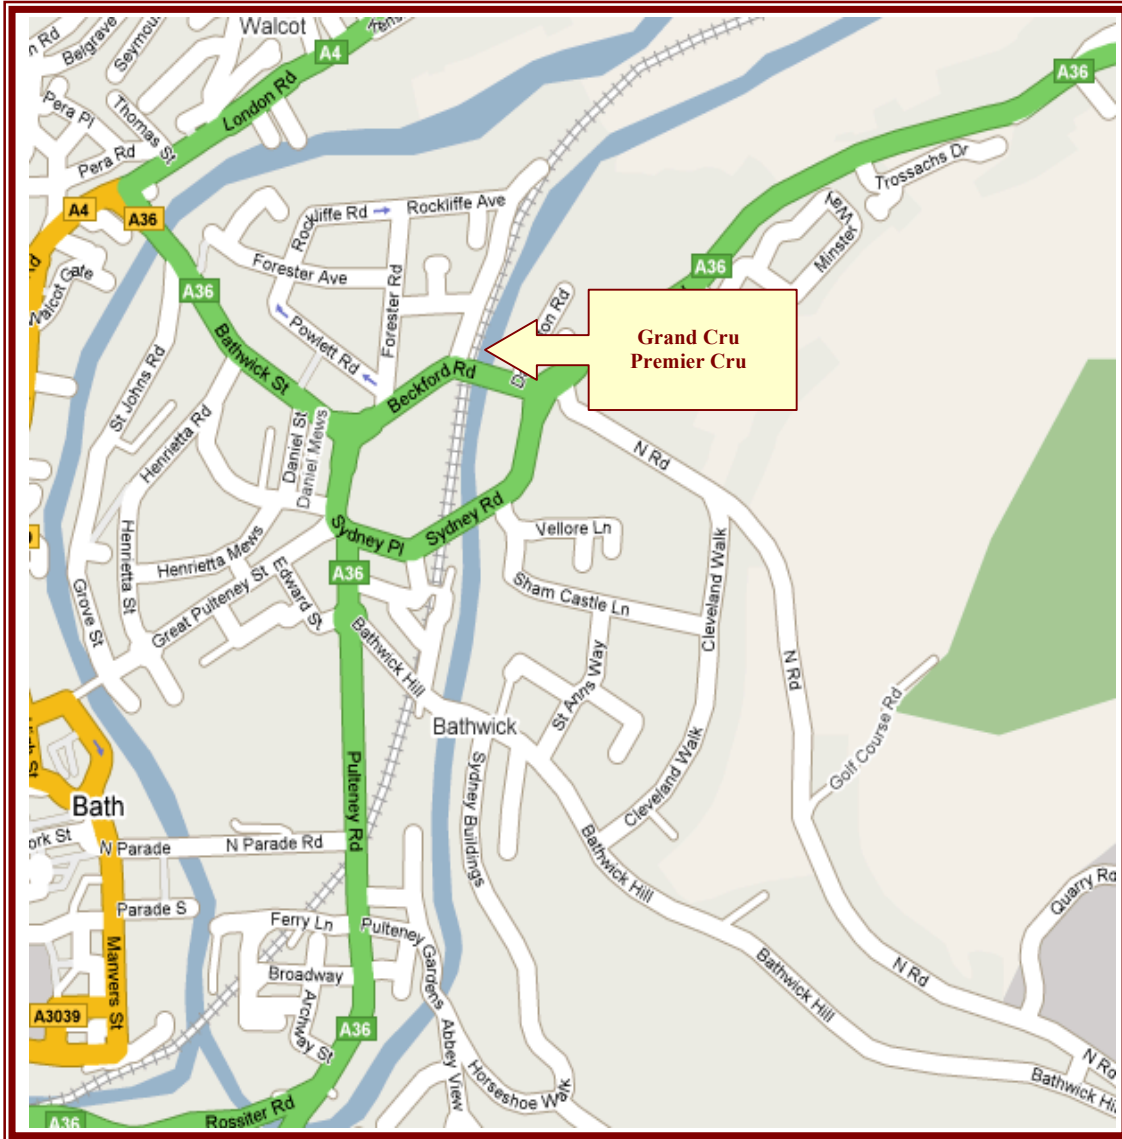 Walcot
Belgrave
Seymou
n Rd
A4
A36
London Rd
Thomas St
Pera Pl
Pera Rd
Trossachs Dr
A4
A36
Rockliffe Rd
Rockliffe Ave
Way
Minster
Walcot Gate
A36
Forester Ave
Forester Rd
A36
on Rd
Grand Cru
Premier Cru
Powlett Rd
Bathwick St
St Johns Rd
Beckford Rd
Henrietta Rd
Daniel St
Daniel Mews
N Rd
Sydney Pl
Sydney Rd
Vellore Ln
Henrietta St
Henrietta Mews
Cleveland Walk
Grove St
Great Pulteney St
Edward St
A36
Sham Castle Ln
Bathwick Hill
St Anns Way
N Rd
Golf Course Rd
Bathwick
Cleveland Walk
Pulteney Rd
Sydney Buildings
Bath
ork St
N Parade
N Parade Rd
Bathwick Hill
Quarry Rd
Parade S
Ferry Ln
Pulteney Gardens
Manvers St
Broadway
Bathwick Hill
N Rd
A3039
Archway St
A36
Abbey View
Horseshoe Walk
N Rd
Bathwick Hi
Rossiter Rd
A36